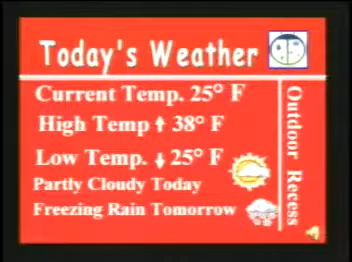 Today's Weather
Current Temp. 25° F
High Temp ↑ 38° F
Low Temp. ↓ 25° F
Partly Cloudy Today
Freezing Rain Tomorrow
Outdoor Recess